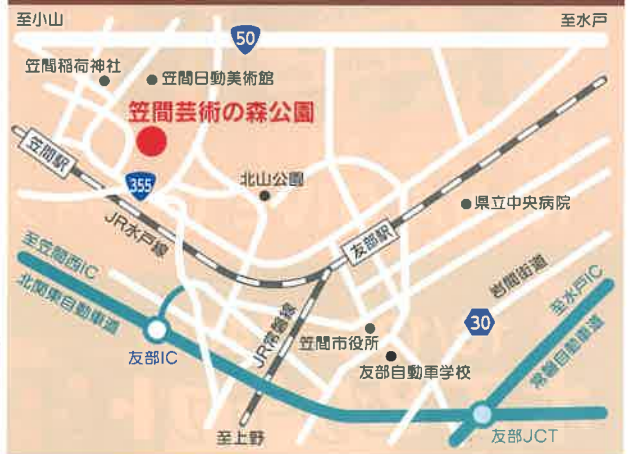 至小山
至水戸
50
笠間稲荷神社
笠間日動美術館
笠間芸術の森公園
笠間駅
355
北山公園
県立中央病院
JR水戸線
友部駅
至笠間西IC
北関東自動車道
岩間街道
至水戸IC
常磐自動車道
30
JR常磐線
笠間市役所
友部IC
友部自動車学校
至上野
友部JCT